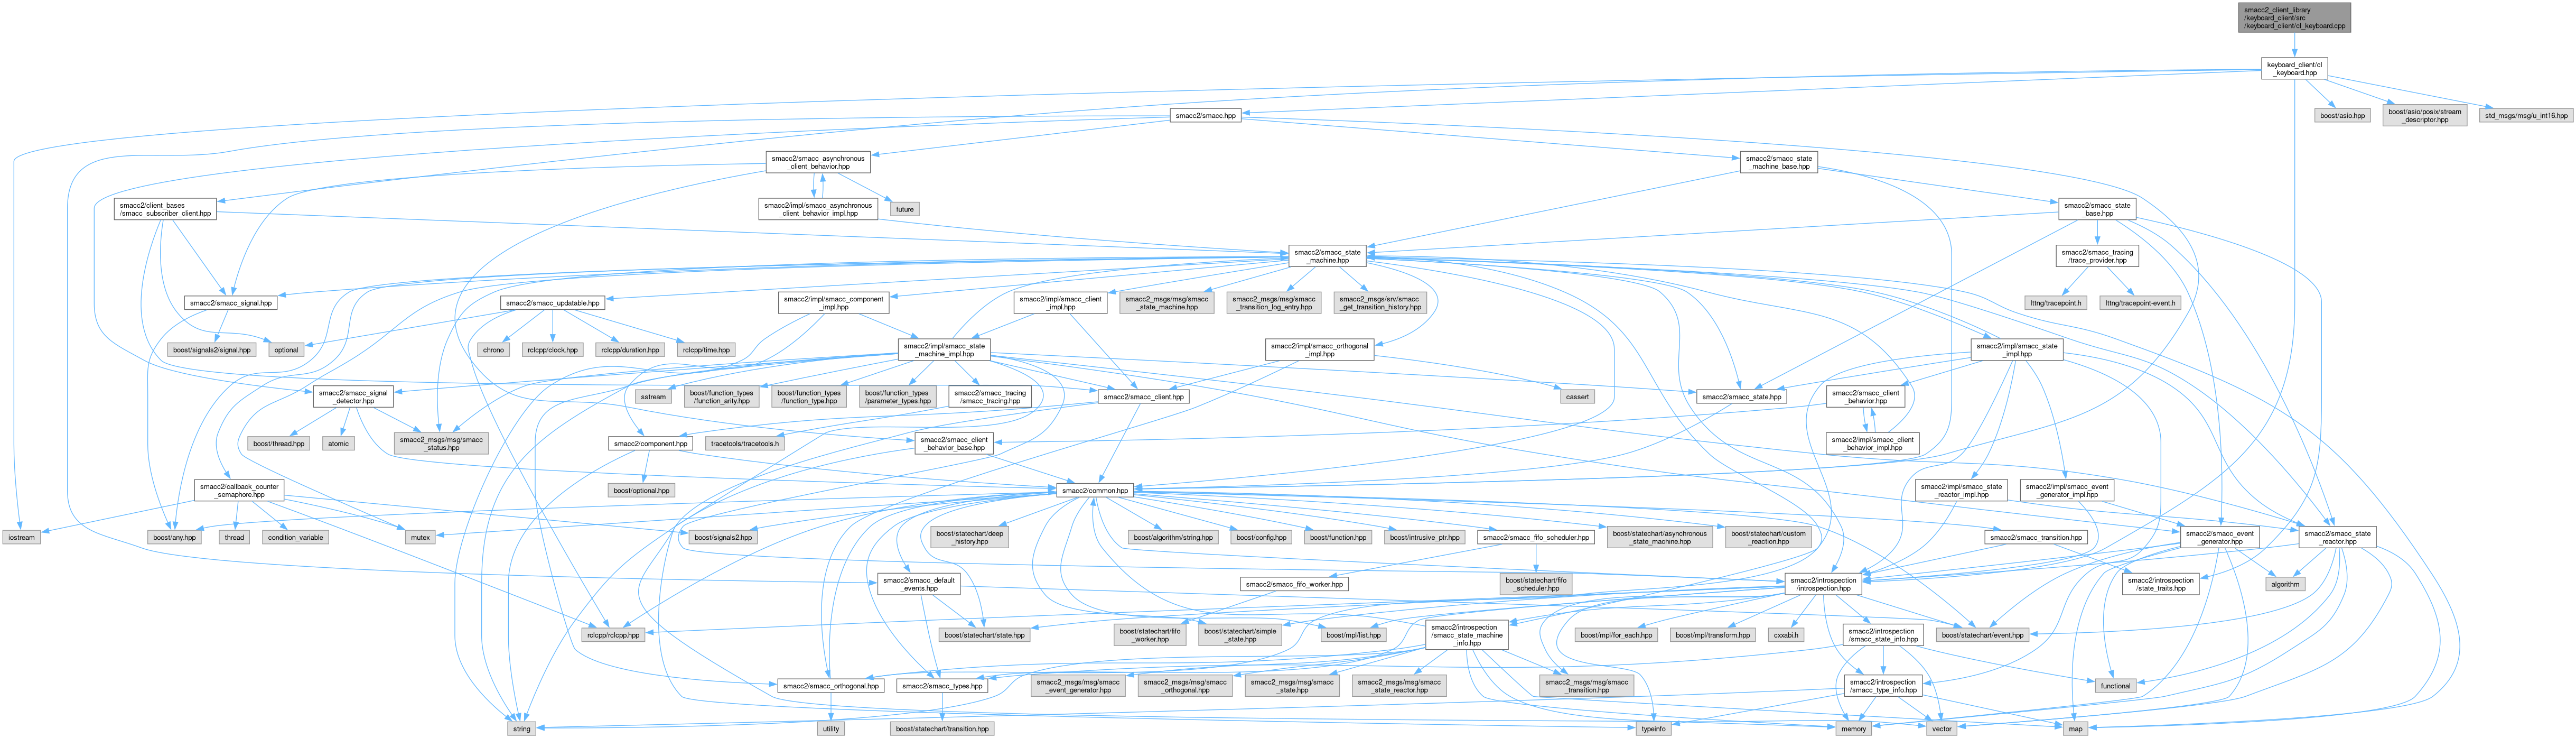 smacc2_client_library
/keyboard_client/src
/keyboard_client/cl_keyboard.cpp
keyboard_client/cl
_keyboard.hpp
smacc2/smacc.hpp
boost/asio.hpp
boost/asio/posix/stream
_descriptor.hpp
std_msgs/msg/u_int16.hpp
smacc2/smacc_asynchronous
_client_behavior.hpp
smacc2/smacc_state
_machine_base.hpp
smacc2/client_bases
/smacc_subscriber_client.hpp
smacc2/impl/smacc_asynchronous
_client_behavior_impl.hpp
future
smacc2/smacc_state
_base.hpp
smacc2/smacc_state
_machine.hpp
smacc2/smacc_tracing
/trace_provider.hpp
smacc2/smacc_signal.hpp
smacc2/smacc_updatable.hpp
smacc2/impl/smacc_component
_impl.hpp
smacc2/impl/smacc_client
_impl.hpp
smacc2_msgs/msg/smacc
_state_machine.hpp
smacc2_msgs/msg/smacc
_transition_log_entry.hpp
smacc2_msgs/srv/smacc
_get_transition_history.hpp
lttng/tracepoint.h
lttng/tracepoint-event.h
boost/signals2/signal.hpp
optional
chrono
rclcpp/clock.hpp
rclcpp/duration.hpp
rclcpp/time.hpp
smacc2/impl/smacc_state
_machine_impl.hpp
smacc2/impl/smacc_orthogonal
_impl.hpp
smacc2/impl/smacc_state
_impl.hpp
smacc2/smacc_signal
_detector.hpp
sstream
boost/function_types
/function_arity.hpp
boost/function_types
/function_type.hpp
boost/function_types
/parameter_types.hpp
smacc2/smacc_tracing
/smacc_tracing.hpp
smacc2/smacc_client.hpp
cassert
smacc2/smacc_state.hpp
smacc2/smacc_client
_behavior.hpp
boost/thread.hpp
atomic
smacc2_msgs/msg/smacc
_status.hpp
smacc2/component.hpp
tracetools/tracetools.h
smacc2/smacc_client
_behavior_base.hpp
smacc2/impl/smacc_client
_behavior_impl.hpp
smacc2/callback_counter
_semaphore.hpp
boost/optional.hpp
smacc2/common.hpp
smacc2/impl/smacc_state
_reactor_impl.hpp
smacc2/impl/smacc_event
_generator_impl.hpp
iostream
boost/any.hpp
thread
condition_variable
mutex
boost/signals2.hpp
boost/statechart/deep
_history.hpp
boost/algorithm/string.hpp
boost/config.hpp
boost/function.hpp
boost/intrusive_ptr.hpp
smacc2/smacc_fifo_scheduler.hpp
boost/statechart/asynchronous
_state_machine.hpp
boost/statechart/custom
_reaction.hpp
smacc2/smacc_transition.hpp
smacc2/smacc_event
_generator.hpp
smacc2/smacc_state
_reactor.hpp
smacc2/smacc_default
_events.hpp
smacc2/smacc_fifo_worker.hpp
boost/statechart/fifo
_scheduler.hpp
smacc2/introspection
/introspection.hpp
smacc2/introspection
/state_traits.hpp
algorithm
rclcpp/rclcpp.hpp
boost/statechart/state.hpp
boost/statechart/fifo
_worker.hpp
boost/statechart/simple
_state.hpp
boost/mpl/list.hpp
smacc2/introspection
/smacc_state_machine
_info.hpp
boost/mpl/for_each.hpp
boost/mpl/transform.hpp
cxxabi.h
smacc2/introspection
/smacc_state_info.hpp
boost/statechart/event.hpp
smacc2/smacc_orthogonal.hpp
smacc2/smacc_types.hpp
smacc2_msgs/msg/smacc
_event_generator.hpp
smacc2_msgs/msg/smacc
_orthogonal.hpp
smacc2_msgs/msg/smacc
_state.hpp
smacc2_msgs/msg/smacc
_state_reactor.hpp
smacc2_msgs/msg/smacc
_transition.hpp
smacc2/introspection
/smacc_type_info.hpp
functional
string
utility
boost/statechart/transition.hpp
typeinfo
memory
vector
map